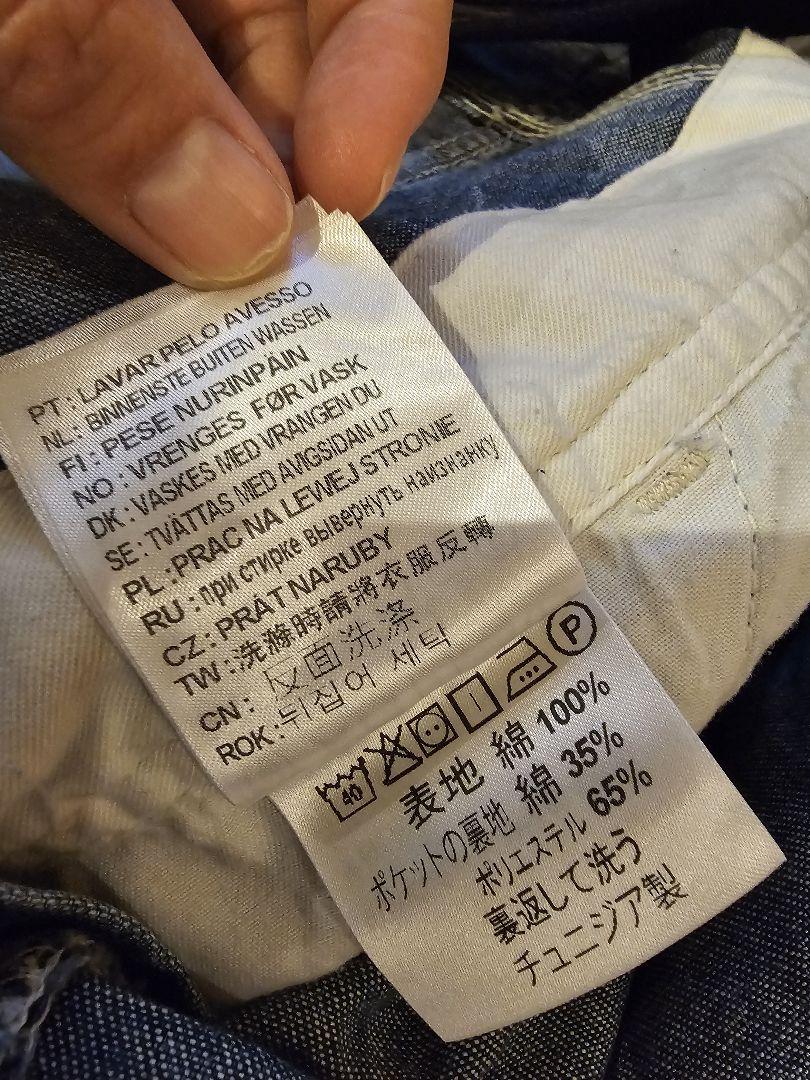 PT : LAVAR PELO AVESSO
NL : BINNENSTE BUITEN WASSEN
FI : PESE NURINPÄIN
NO : VRENGES FØR VASK
DK : VASKES MED VRANGEN DU
SE : TVÄTTAS MED AVIGSIDAN UT
PL : PRAC NA LEWEJ STRONIE
RU : при стирке вывернуть наизнанку
CZ : PRÁT NARUBY
TW : 洗滌時請將衣服反轉
CN : 反面洗涤
ROK : 뒤집어 세탁
40 P
表地 綿 100%
ポケットの裏地 綿 35%
ポリエステル 65%
裏返して洗う
チュニジア製